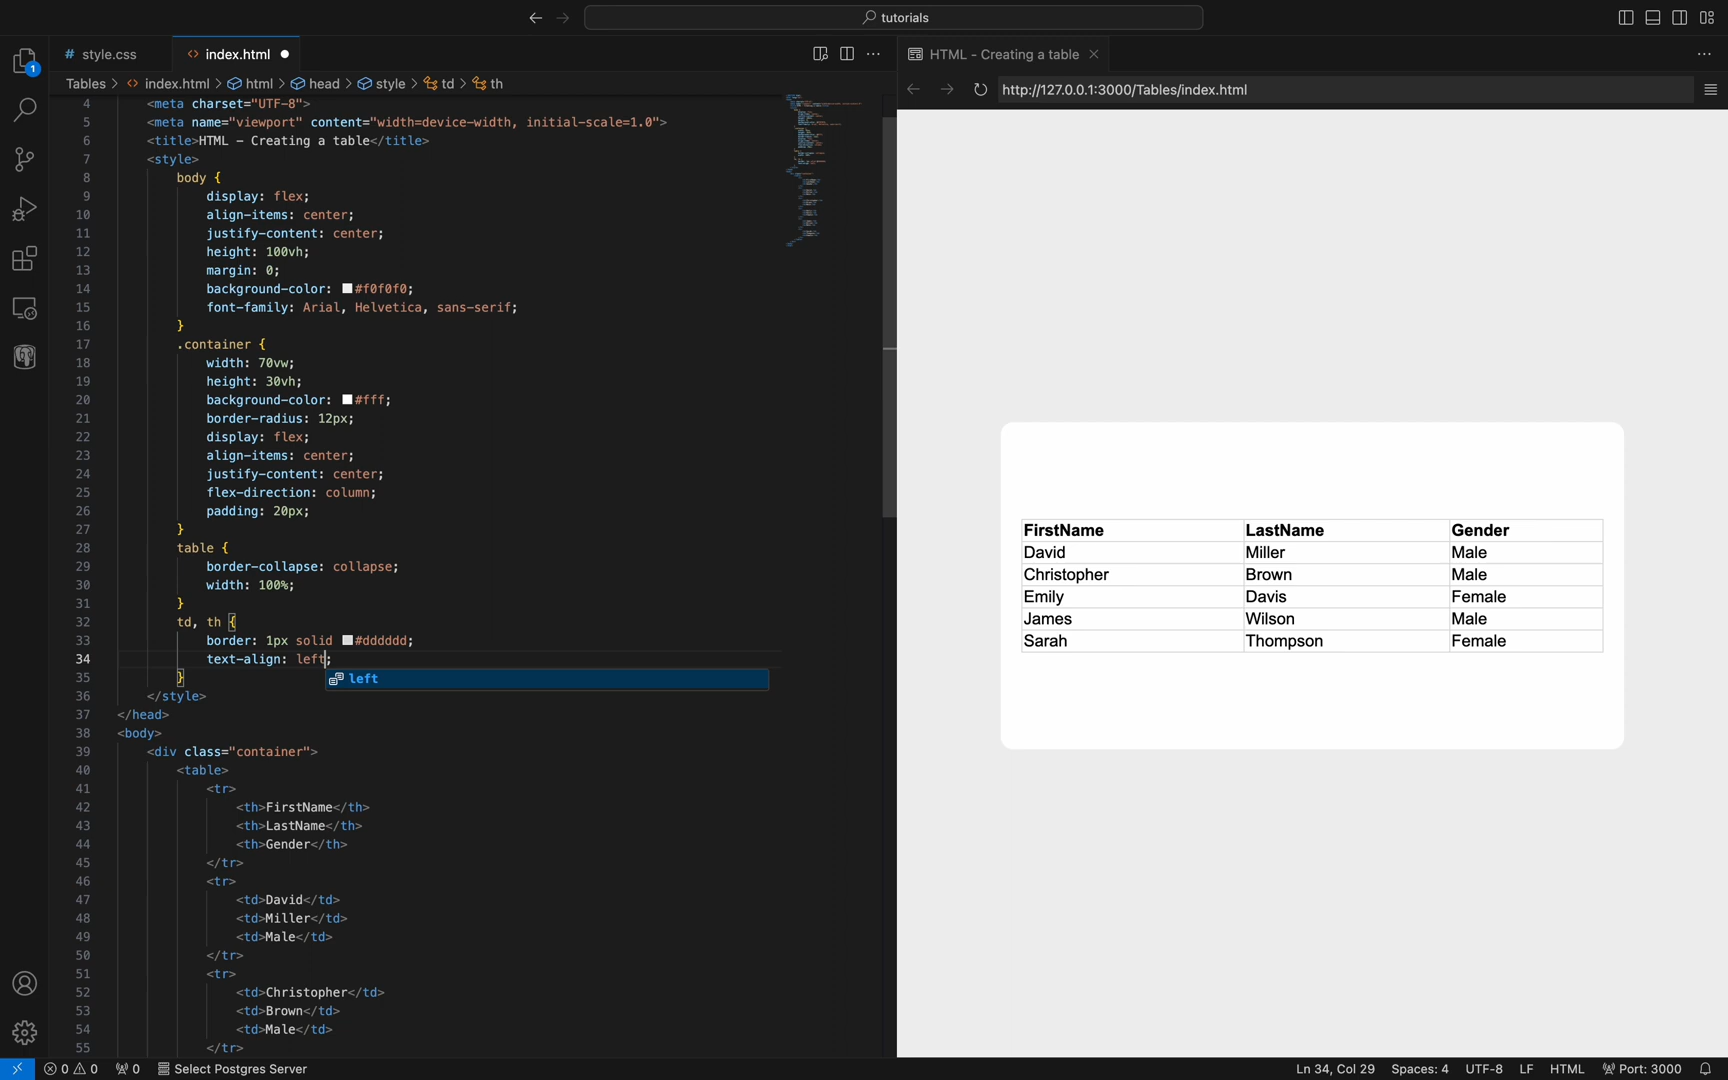 tutorials
style.css
index.html
HTML - Creating a table
Tables > index.html > html > head > style > td > th
http://127.0.0.1:3000/Tables/index.html
1
4 <meta charset="UTF-8">
5 <meta name="viewport" content="width=device-width, initial-scale=1.0">
6 <title>HTML - Creating a table</title>
7 <style>
8 body {
9 display: flex;
10 align-items: center;
11 justify-content: center;
12 height: 100vh;
13 margin: 0;
14 background-color: #f0f0f0;
15 font-family: Arial, Helvetica, sans-serif;
16 }
17 .container {
18 width: 70vw;
19 height: 30vh;
20 background-color: #fff;
21 border-radius: 12px;
22 display: flex;
23 align-items: center;
24 justify-content: center;
25 flex-direction: column;
26 padding: 20px;
27 }
28 table {
29 border-collapse: collapse;
30 width: 100%;
31 }
32 td, th {
33 border: 1px solid #dddddd;
34 text-align: left;
35 }
left
36 </style>
37 </head>
38 <body>
39 <div class="container">
40 <table>
41 <tr>
42 <th>FirstName</th>
43 <th>LastName</th>
44 <th>Gender</th>
45 </tr>
46 <tr>
47 <td>David</td>
48 <td>Miller</td>
49 <td>Male</td>
50 </tr>
51 <tr>
52 <td>Christopher</td>
53 <td>Brown</td>
54 <td>Male</td>
55 </tr>
FirstName LastName Gender
David Miller Male
Christopher Brown Male
Emily Davis Female
James Wilson Male
Sarah Thompson Female
0 0 0 Select Postgres Server Ln 34, Col 29 Spaces: 4 UTF-8 LF HTML Port: 3000